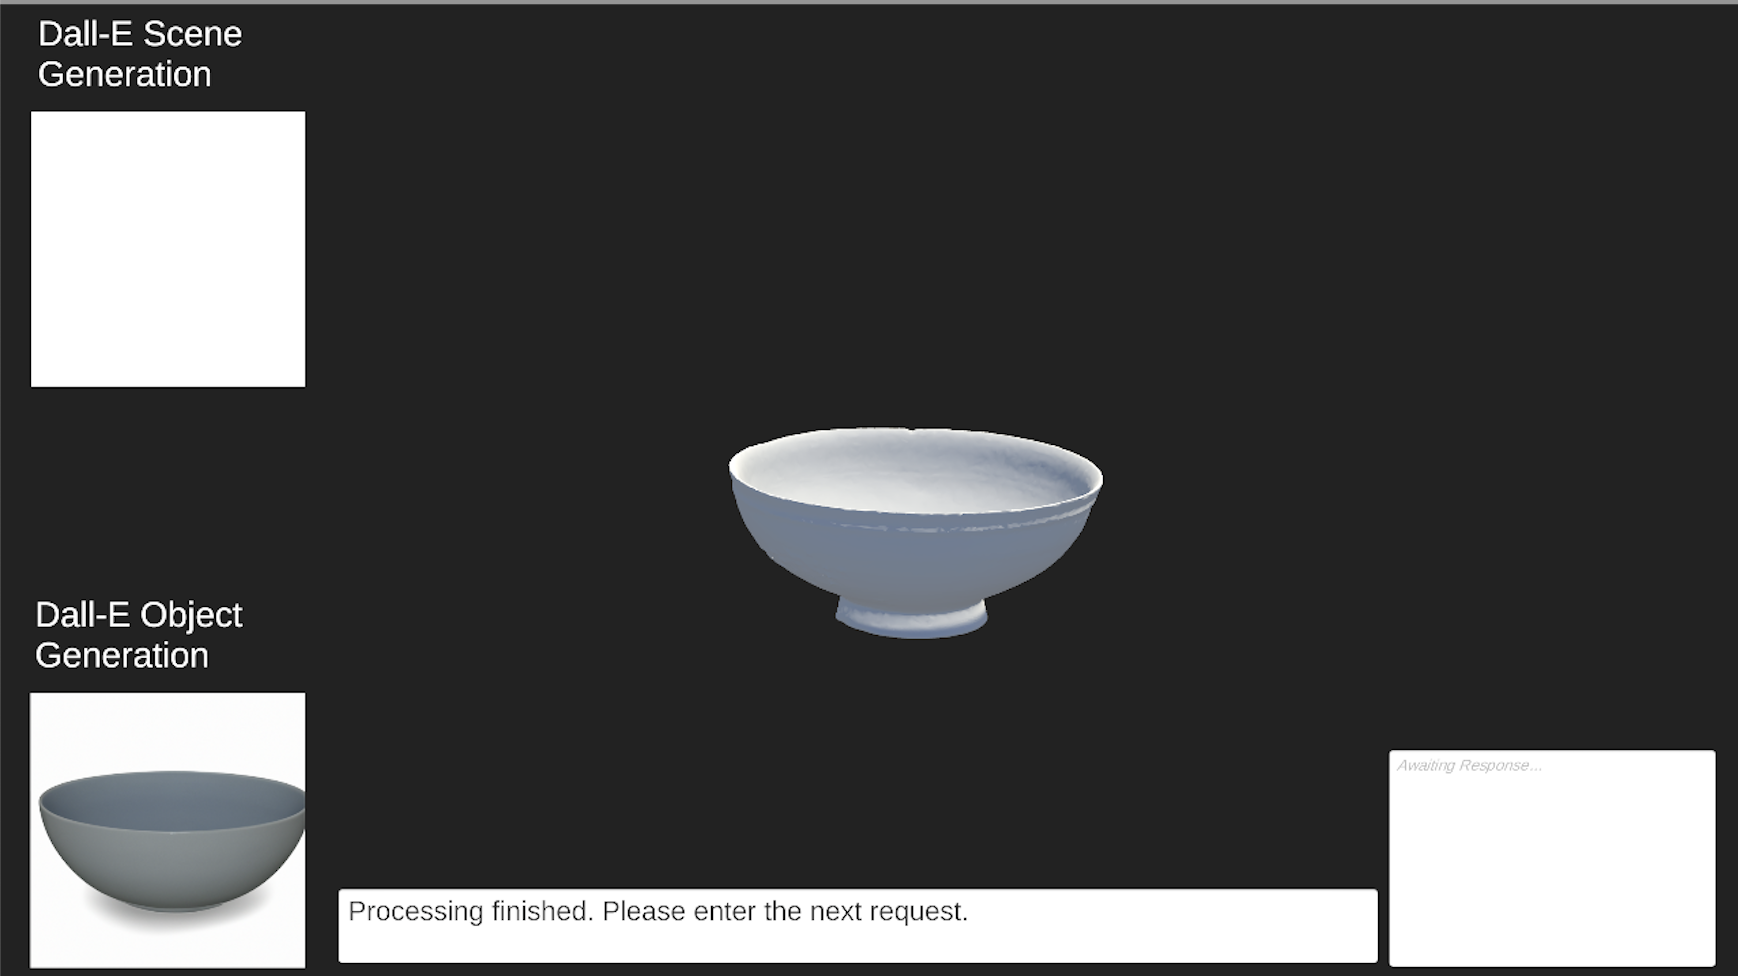 Dall-E Scene
Generation
Dall-E Object
Generation
Processing finished. Please enter the next request.
Awaiting Response...